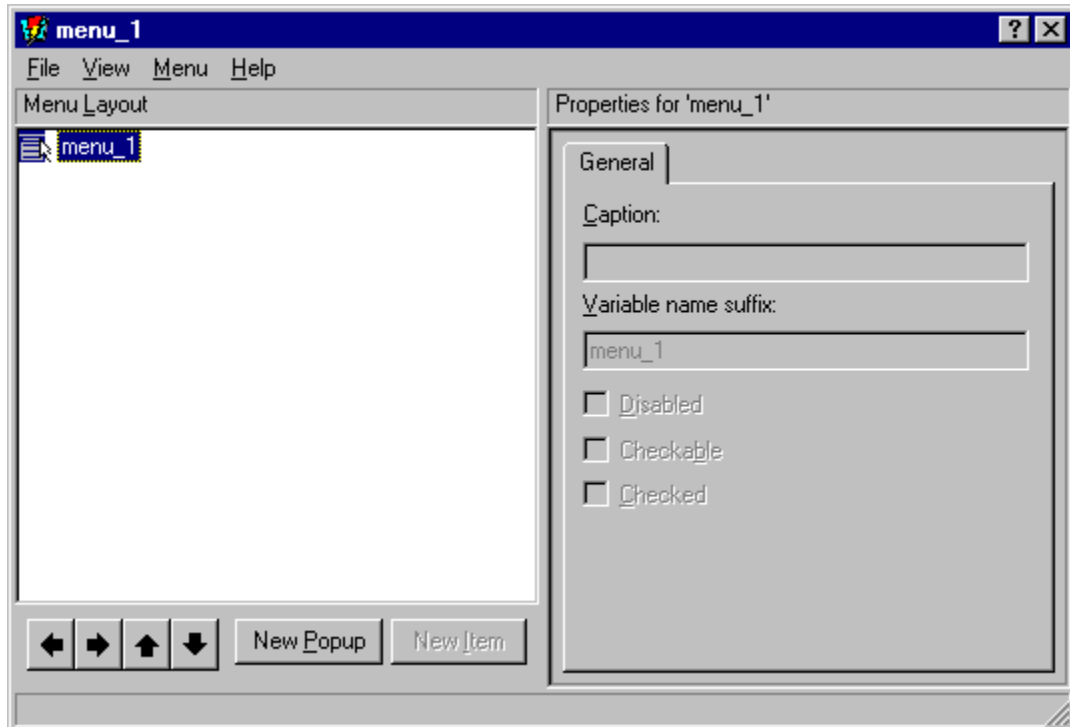 menu_1
File View Menu Help
Menu Layout
Properties for 'menu_1'
menu_1
General
Caption:
Variable name suffix:
menu_1
Disabled
Checkable
Checked
New Popup
New Item